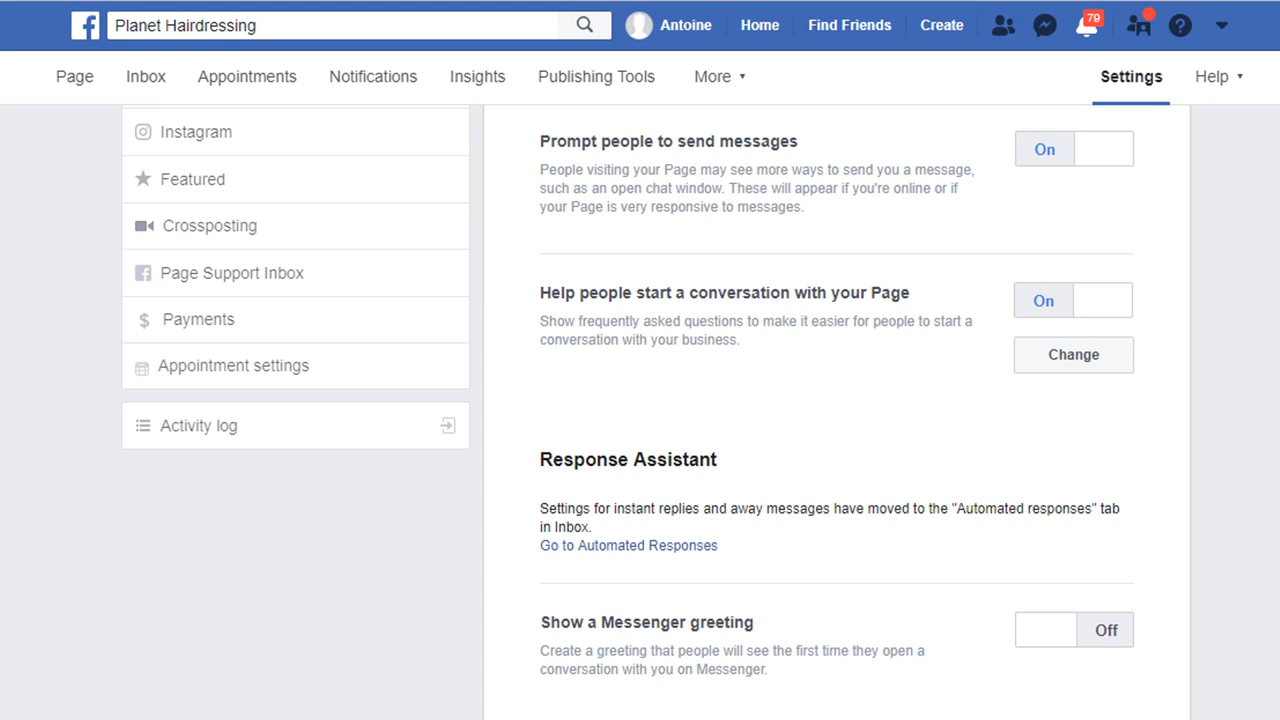 Planet Hairdressing
Antoine
Home
Find Friends
Create
79
Page
Inbox
Appointments
Notifications
Insights
Publishing Tools
More
Settings
Help
Instagram
Featured
Crossposting
Page Support Inbox
Payments
Appointment settings
Activity log
Prompt people to send messages
On
People visiting your Page may see more ways to send you a message,
such as an open chat window. These will appear if you're online or if
your Page is very responsive to messages.
Help people start a conversation with your Page
On
Show frequently asked questions to make it easier for people to start a
conversation with your business.
Change
Response Assistant
Settings for instant replies and away messages have moved to the "Automated responses" tab
in Inbox.
Go to Automated Responses
Show a Messenger greeting
Off
Create a greeting that people will see the first time they open a
conversation with you on Messenger.